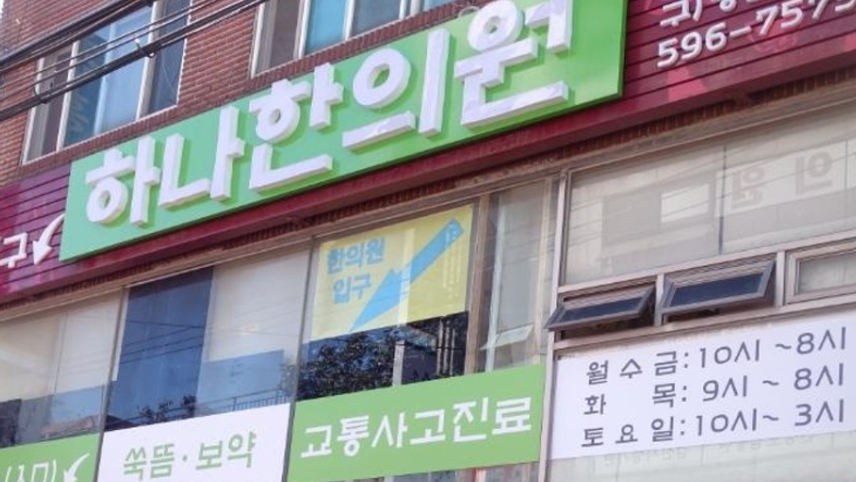 596-7575
하나한의원
구
한의원
입구
월수금:10시~8시
화 목:9시~8시
토요일:10시~3시
교통사고진료
쑥뜸·보약